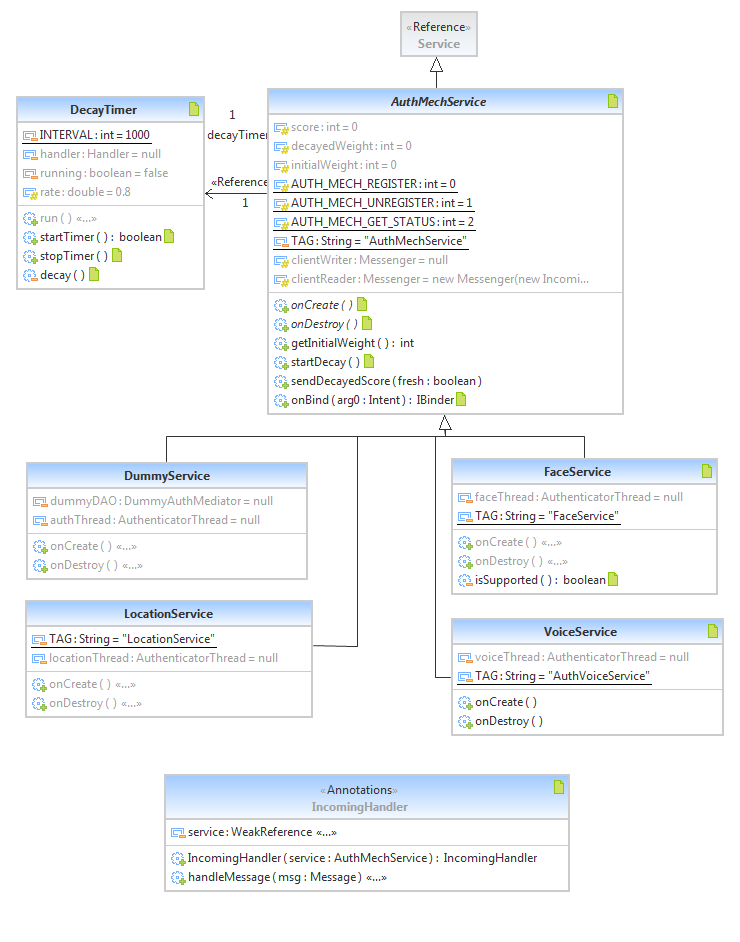 «Reference»
Service
DecayTimer
INTERVAL : int = 1000
handler : Handler = null
running : boolean = false
rate : double = 0.8
run ( ) «...»
startTimer ( ) : boolean
stopTimer ( )
decay ( )
1
decayTimer
«Reference
1
AuthMechService
score : int = 0
decayedWeight : int = 0
initialWeight : int = 0
AUTH_MECH_REGISTER : int = 0
AUTH_MECH_UNREGISTER : int = 1
AUTH_MECH_GET_STATUS : int = 2
TAG : String = "AuthMechService"
clientWriter : Messenger = null
clientReader : Messenger = new Messenger(new Incomi...
onCreate ( )
onDestroy ( )
getInitialWeight ( ) : int
startDecay ( )
sendDecayedScore ( fresh : boolean )
onBind ( arg0 : Intent ) : IBinder
DummyService
dummyDAO : DummyAuthMediator = null
authThread : AuthenticatorThread = null
onCreate ( ) «...»
onDestroy ( ) «...»
FaceService
faceThread : AuthenticatorThread = null
TAG : String = "FaceService"
onCreate ( ) «...»
onDestroy ( ) «...»
isSupported ( ) : boolean
LocationService
TAG : String = "LocationService"
locationThread : AuthenticatorThread = null
onCreate ( ) «...»
onDestroy ( ) «...»
VoiceService
voiceThread : AuthenticatorThread = null
TAG : String = "AuthVoiceService"
onCreate ( )
onDestroy ( )
«Annotations»
IncomingHandler
service : WeakReference «...»
IncomingHandler ( service : AuthMechService ) : IncomingHandler
handleMessage ( msg : Message ) «...»